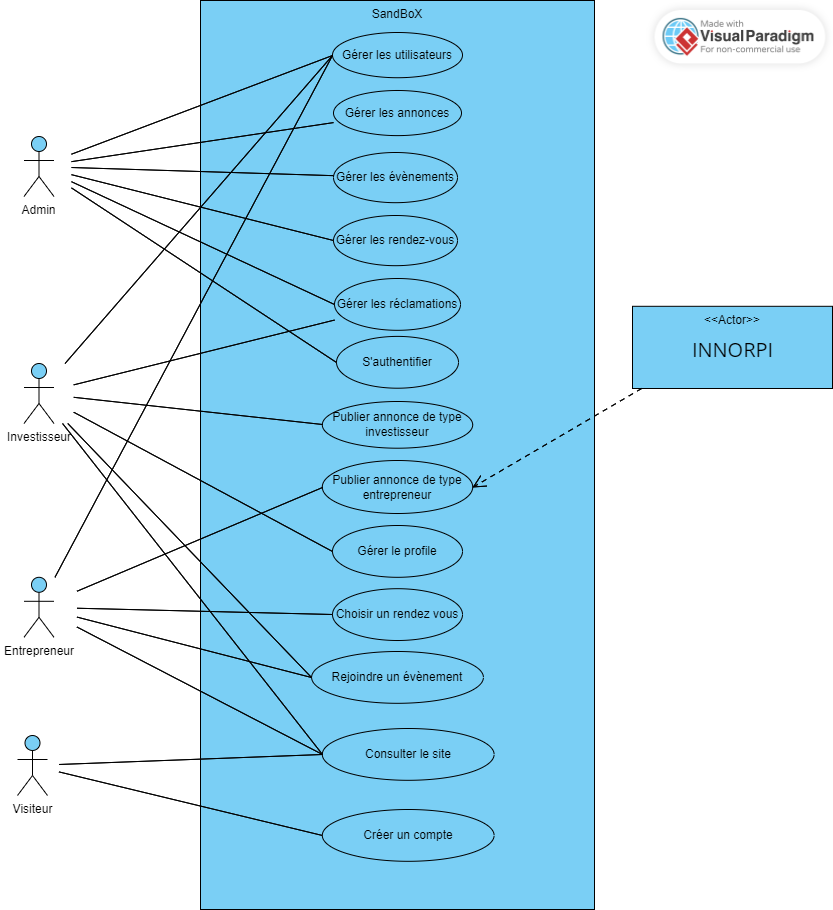 SandBoX
Made with
Visual Paradigm
For non-commercial use
Gérer les utilisateurs
Gérer les annonces
Gérer les évènements
Admin
Gérer les rendez-vous
Gérer les réclamations
<<Actor>>
INNORPI
S'authentifier
Publier annonce de type
investisseur
Investisseur
Publier annonce de type
entrepreneur
Gérer le profile
Choisir un rendez vous
Entrepreneur
Rejoindre un évènement
Consulter le site
Visiteur
Créer un compte